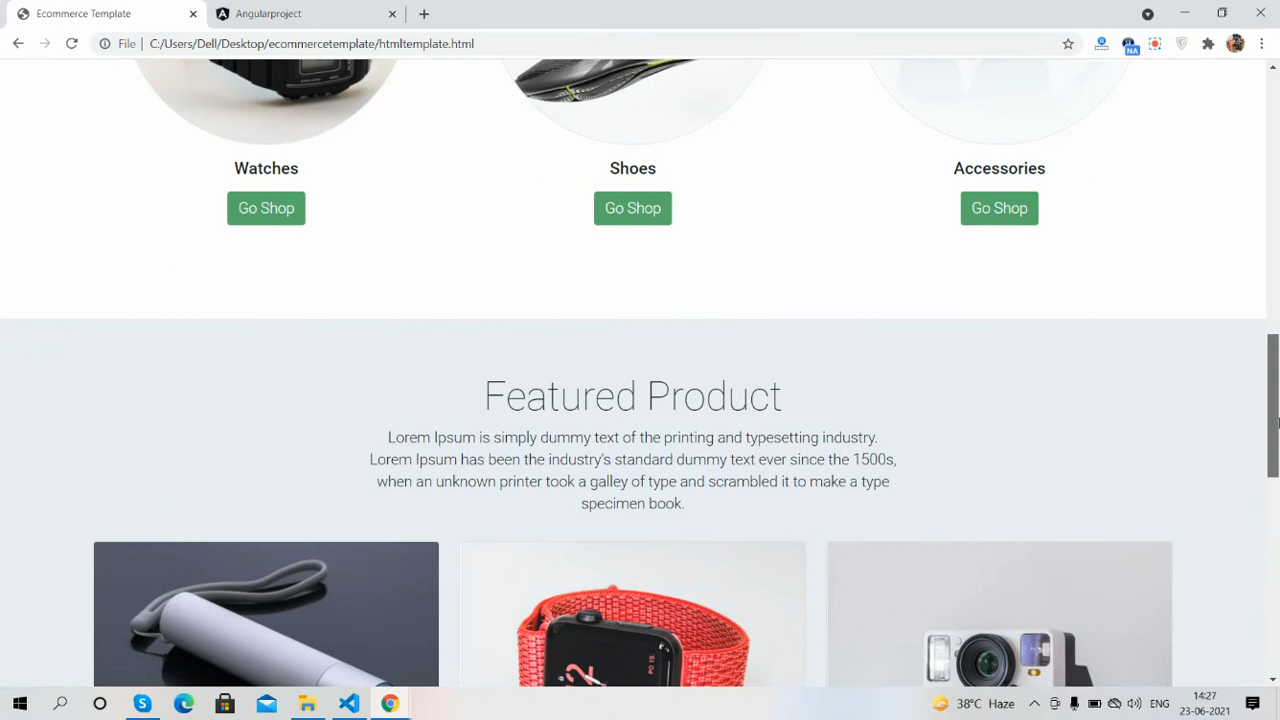 Ecommerce Template
Angularproject
File
C:/Users/Dell/Desktop/ecommercetemplate/htmltemplate.html
NA
Watches
Shoes
Accessories
Go Shop
Go Shop
Go Shop
Featured Product
Lorem Ipsum is simply dummy text of the printing and typesetting industry.
Lorem Ipsum has been the industry's standard dummy text ever since the 1500s,
when an unknown printer took a galley of type and scrambled it to make a type
specimen book.
38°C Haze
ENG
14:27
23-06-2021